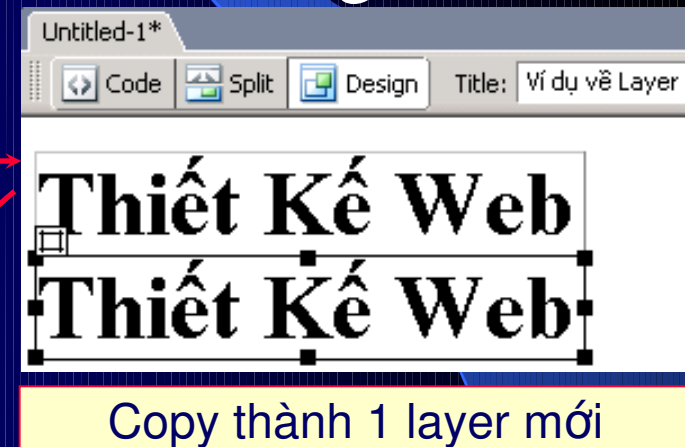 Untitled-1*
Code Split Design Title: Ví dụ về Layer
Thiết Kế Web
Thiết Kế Web
Copy thành 1 layer mới